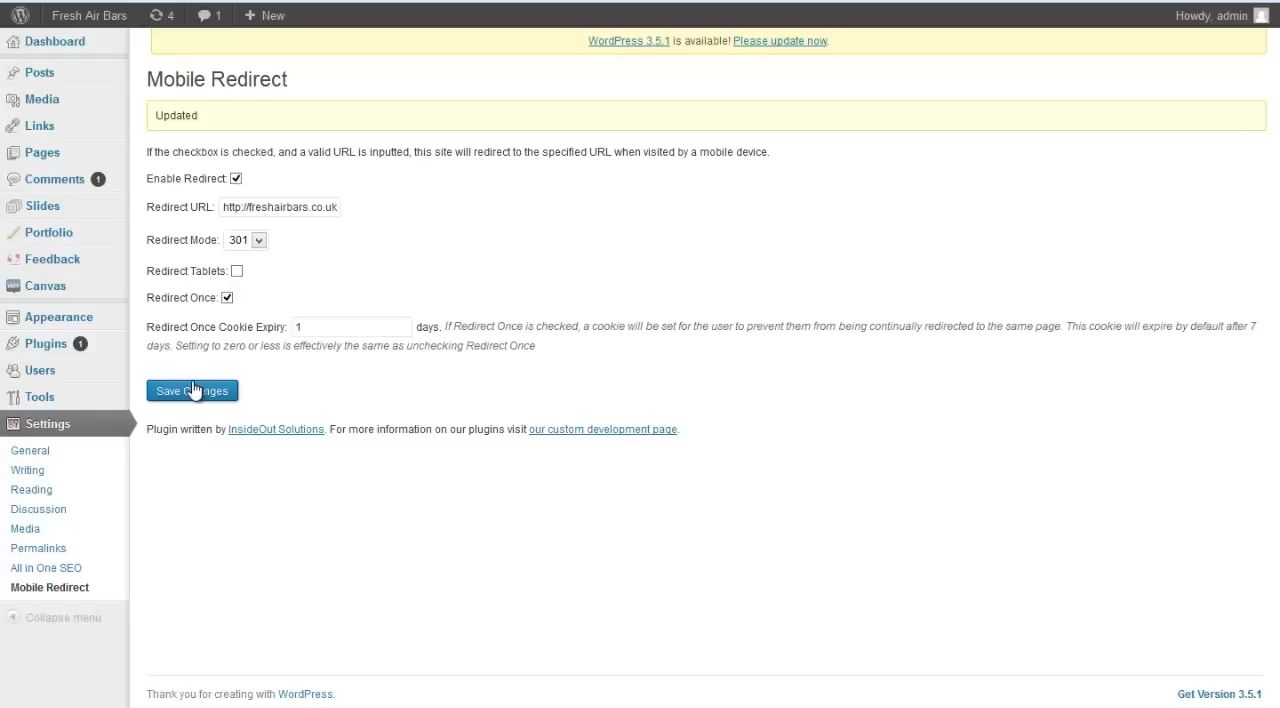 Fresh Air Bars 4 1 + New Howdy, admin
WordPress 3.5.1 is available! Please update now.
Dashboard
Posts
Media
Links
Pages
Comments 1
Slides
Portfolio
Feedback
Canvas
Appearance
Plugins 1
Users
Tools
Settings
General
Writing
Reading
Discussion
Media
Permalinks
All in One SEO
Mobile Redirect
Collapse menu
Mobile Redirect
Updated
If the checkbox is checked, and a valid URL is inputted, this site will redirect to the specified URL when visited by a mobile device.
Enable Redirect:
Redirect URL: http://freshairbars.co.uk
Redirect Mode: 301
Redirect Tablets:
Redirect Once:
Redirect Once Cookie Expiry: 1 days. If Redirect Once is checked, a cookie will be set for the user to prevent them from being continually redirected to the same page. This cookie will expire by default after 7
days. Setting to zero or less is effectively the same as unchecking Redirect Once
Save Changes
Plugin written by InsideOut Solutions. For more information on our plugins visit our custom development page.
Thank you for creating with WordPress. Get Version 3.5.1